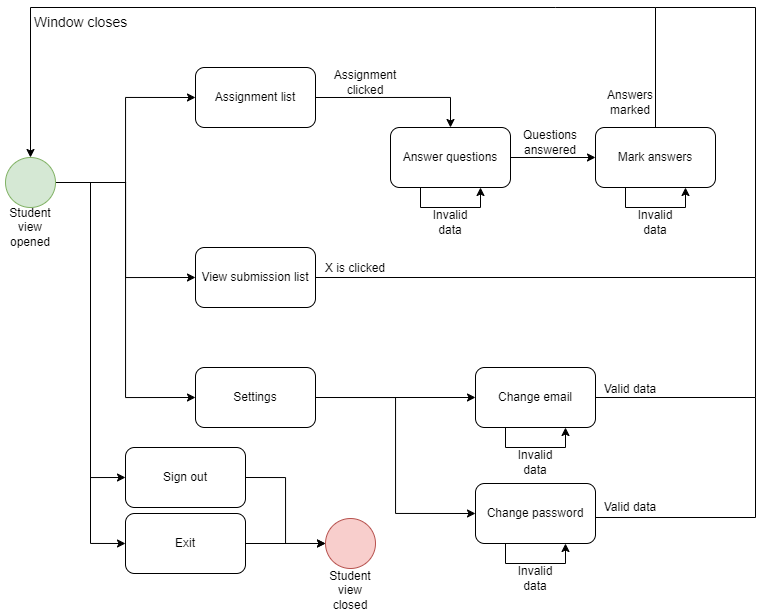 Window closes
Assignment list
Assignment
clicked
Answer questions
Questions
answered
Mark answers
Answers
marked
Invalid
data
Invalid
data
Student
view
opened
View submission list
X is clicked
Settings
Change email
Valid data
Invalid
data
Sign out
Change password
Valid data
Exit
Invalid
data
Student
view
closed